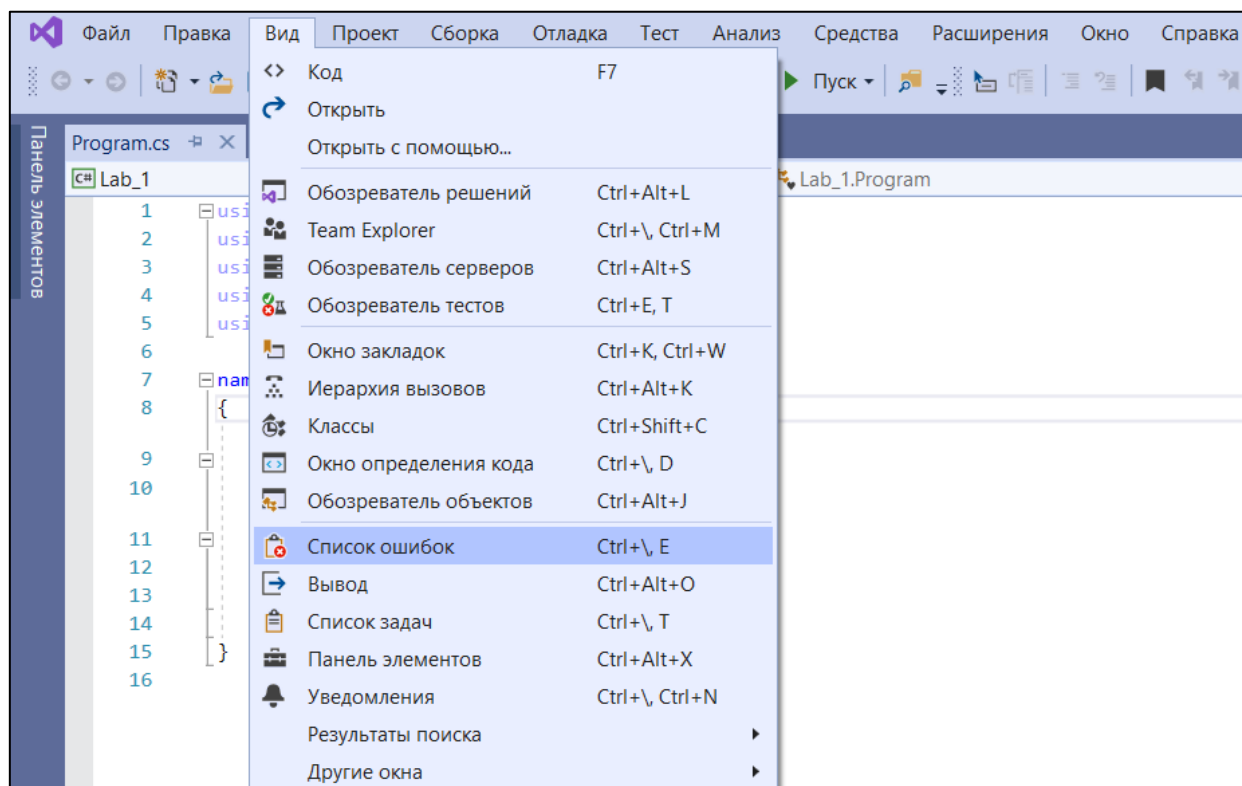 Файл Правка Вид Проект Сборка Отладка Тест Анализ Средства Расширения Окно Справка
Пуск
Панель элементов
Program.cs
C# Lab_1
Lab_1.Program
Код F7
Открыть
Открыть с помощью...
Обозреватель решений Ctrl+Alt+L
Team Explorer Ctrl+\, Ctrl+M
Обозреватель серверов Ctrl+Alt+S
Обозреватель тестов Ctrl+E, T
Окно закладок Ctrl+K, Ctrl+W
Иерархия вызовов Ctrl+Alt+K
Классы Ctrl+Shift+C
Окно определения кода Ctrl+\, D
Обозреватель объектов Ctrl+Alt+J
Список ошибок Ctrl+\, E
Вывод Ctrl+Alt+O
Список задач Ctrl+\, T
Панель элементов Ctrl+Alt+X
Уведомления Ctrl+\, Ctrl+N
Результаты поиска
Другие окна
1 usi
2 usi
3 usi
4 usi
5 usi
6
7 nam
8 {
9
10
11
12
13
14
15 }
16